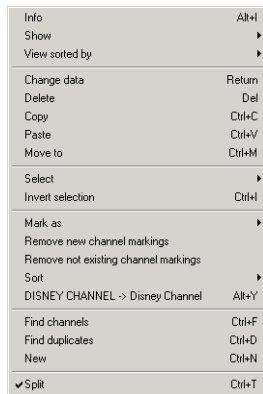 Info Alt+I
Show
View sorted by
Change data Return
Delete Del
Copy Ctrl+C
Paste Ctrl+V
Move to Ctrl+M
Select
Invert selection Ctrl+I
Mark as
Remove new channel markings
Remove not existing channel markings
Sort
DISNEY CHANNEL -> Disney Channel Alt+Y
Find channels Ctrl+F
Find duplicates Ctrl+D
New Ctrl+N
Split Ctrl+T